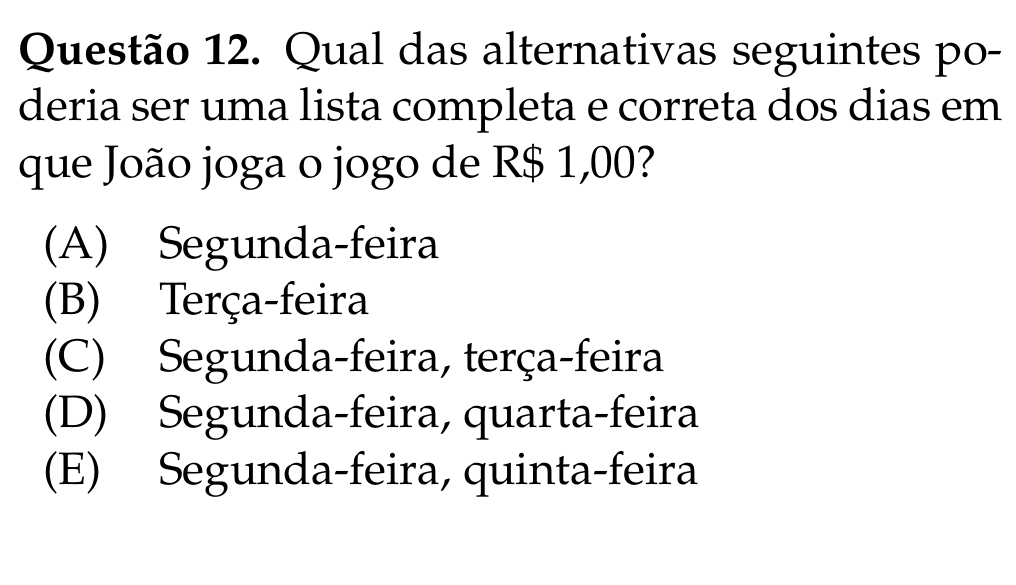 Questão 12. Qual das alternativas seguintes po-
deria ser uma lista completa e correta dos dias em
que João joga o jogo de R$ 1,00?
(A) Segunda-feira
(B) Terça-feira
(C) Segunda-feira, terça-feira
(D) Segunda-feira, quarta-feira
(E) Segunda-feira, quinta-feira